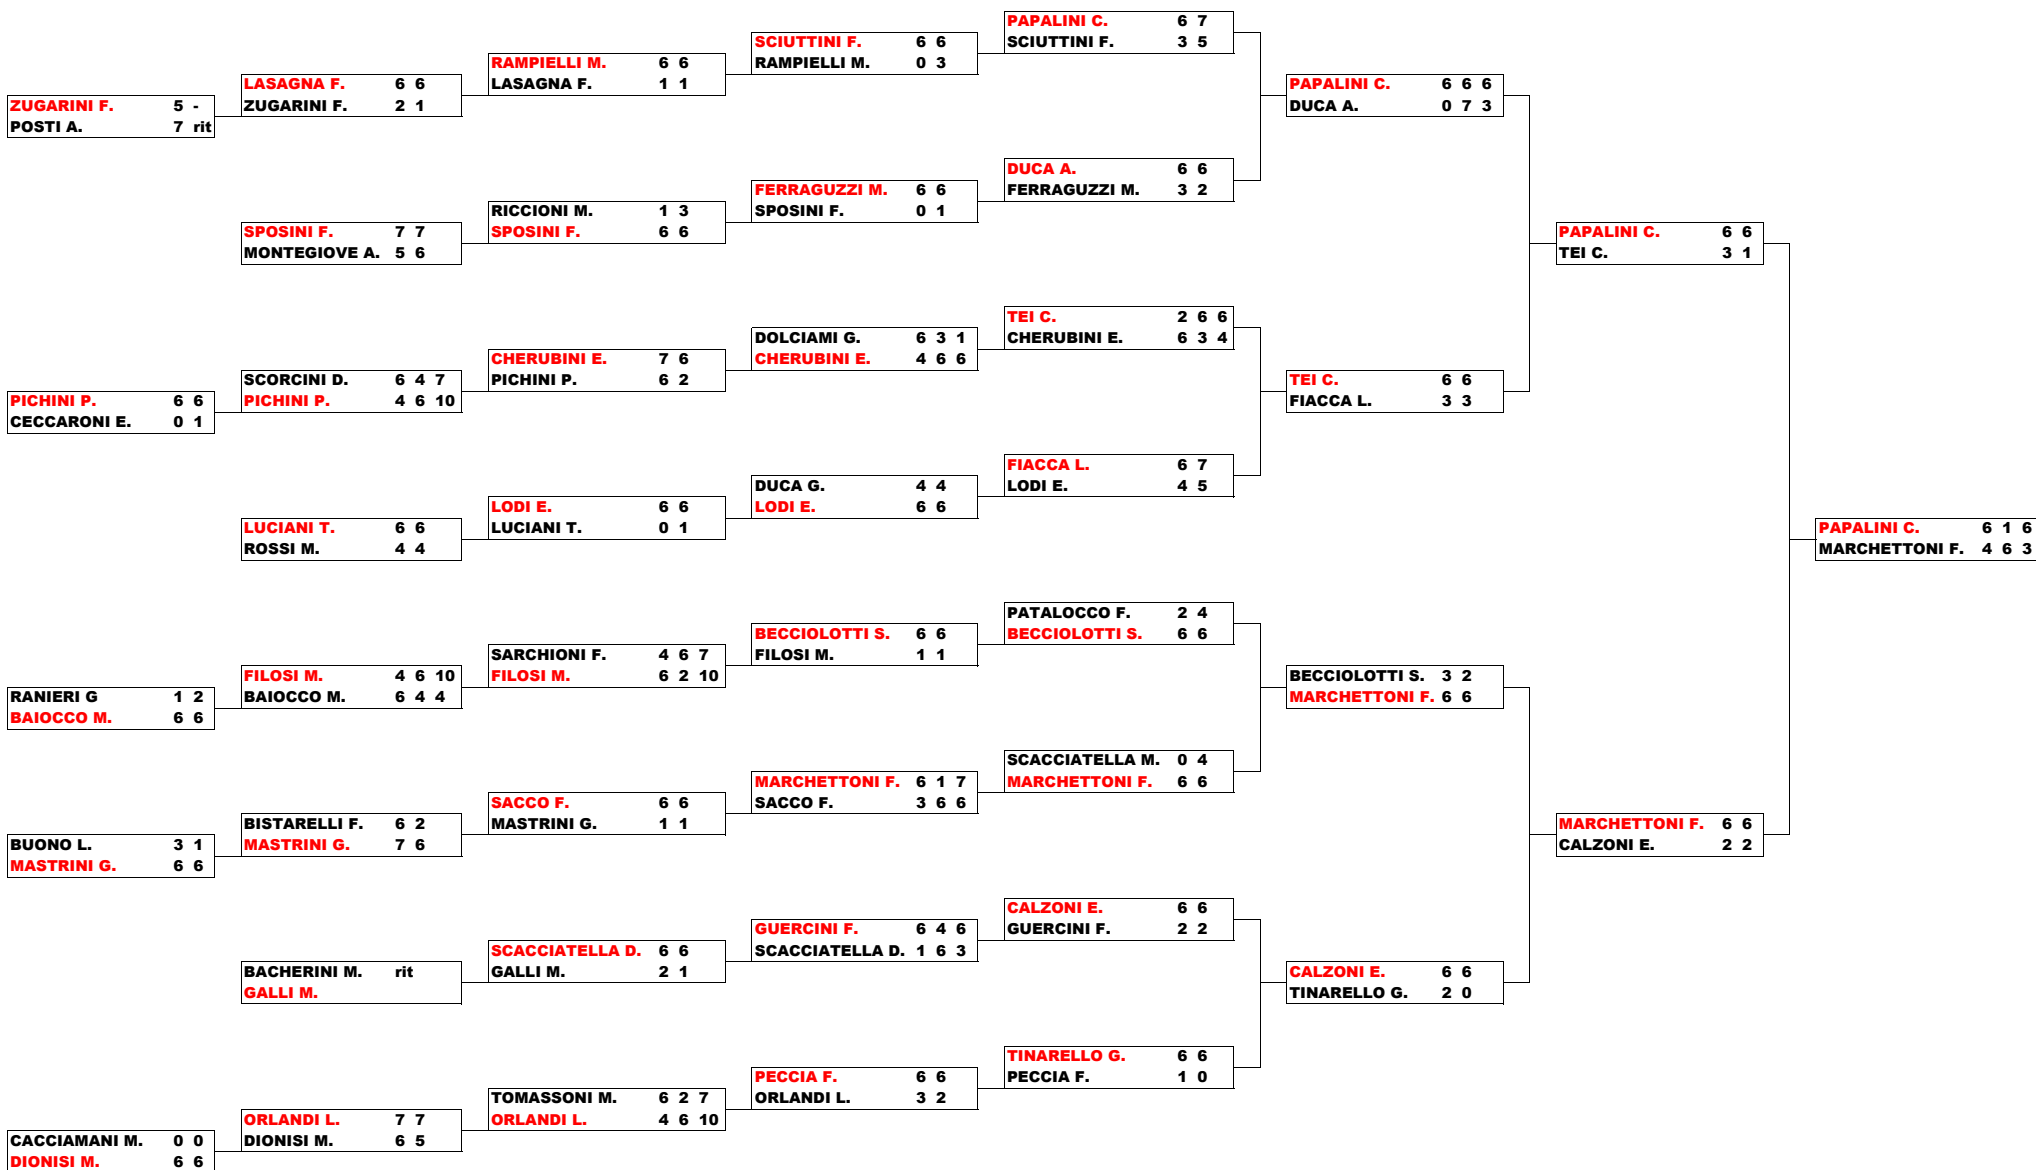 ZUGARINI F. 5 -
POSTI A. 7 rit
PICHINI P. 6 6
CECCARONI E. 0 1
RANIERI G 1 2
BAIOCCO M. 6 6
BUONO L. 3 1
MASTRINI G. 6 6
CACCIAMANI M. 0 0
DIONISI M. 6 6
LASAGNA F. 6 6
ZUGARINI F. 2 1
SPOSINI F. 7 7
MONTEGIOVE A. 5 6
SCORCINI D. 6 4 7
PICHINI P. 4 6 10
LUCIANI T. 6 6
ROSSI M. 4 4
FILOSI M. 4 6 10
BAIOCCO M. 6 4 4
BISTARELLI F. 6 2
MASTRINI G. 7 6
BACHERINI M. rit
GALLI M.
ORLANDI L. 7 7
DIONISI M. 6 5
RAMPIELLI M. 6 6
LASAGNA F. 1 1
RICCIONI M. 1 3
SPOSINI F. 6 6
CHERUBINI E. 7 6
PICHINI P. 6 2
LODI E. 6 6
LUCIANI T. 0 1
SARCHIONI F. 4 6 7
FILOSI M. 6 2 10
SACCO F. 6 6
MASTRINI G. 1 1
SCACCIATELLA D. 6 6
GALLI M. 2 1
TOMASSONI M. 6 2 7
ORLANDI L. 4 6 10
SCIUTTINI F. 6 6
RAMPIELLI M. 0 3
FERRAGUZZI M. 6 6
SPOSINI F. 0 1
DOLCIAMI G. 6 3 1
CHERUBINI E. 4 6 6
DUCA G. 4 4
LODI E. 6 6
BECCIOLOTTI S. 6 6
FILOSI M. 1 1
MARCHETTONI F. 6 1 7
SACCO F. 3 6 6
GUERCINI F. 6 4 6
SCACCIATELLA D. 1 6 3
PECCIA F. 6 6
ORLANDI L. 3 2
PAPALINI C. 6 7
SCIUTTINI F. 3 5
DUCA A. 6 6
FERRAGUZZI M. 3 2
TEI C. 2 6 6
CHERUBINI E. 6 3 4
FIACCA L. 6 7
LODI E. 4 5
PATALOCCO F. 2 4
BECCIOLOTTI S. 6 6
SCACCIATELLA M. 0 4
MARCHETTONI F. 6 6
CALZONI E. 6 6
GUERCINI F. 2 2
TINARELLO G. 6 6
PECCIA F. 1 0
PAPALINI C. 6 6 6
DUCA A. 0 7 3
TEI C. 6 6
FIACCA L. 3 3
BECCIOLOTTI S. 3 2
MARCHETTONI F. 6 6
CALZONI E. 6 6
TINARELLO G. 2 0
PAPALINI C. 6 6
TEI C. 3 1
MARCHETTONI F. 6 6
CALZONI E. 2 2
PAPALINI C. 6 1 6
MARCHETTONI F. 4 6 3